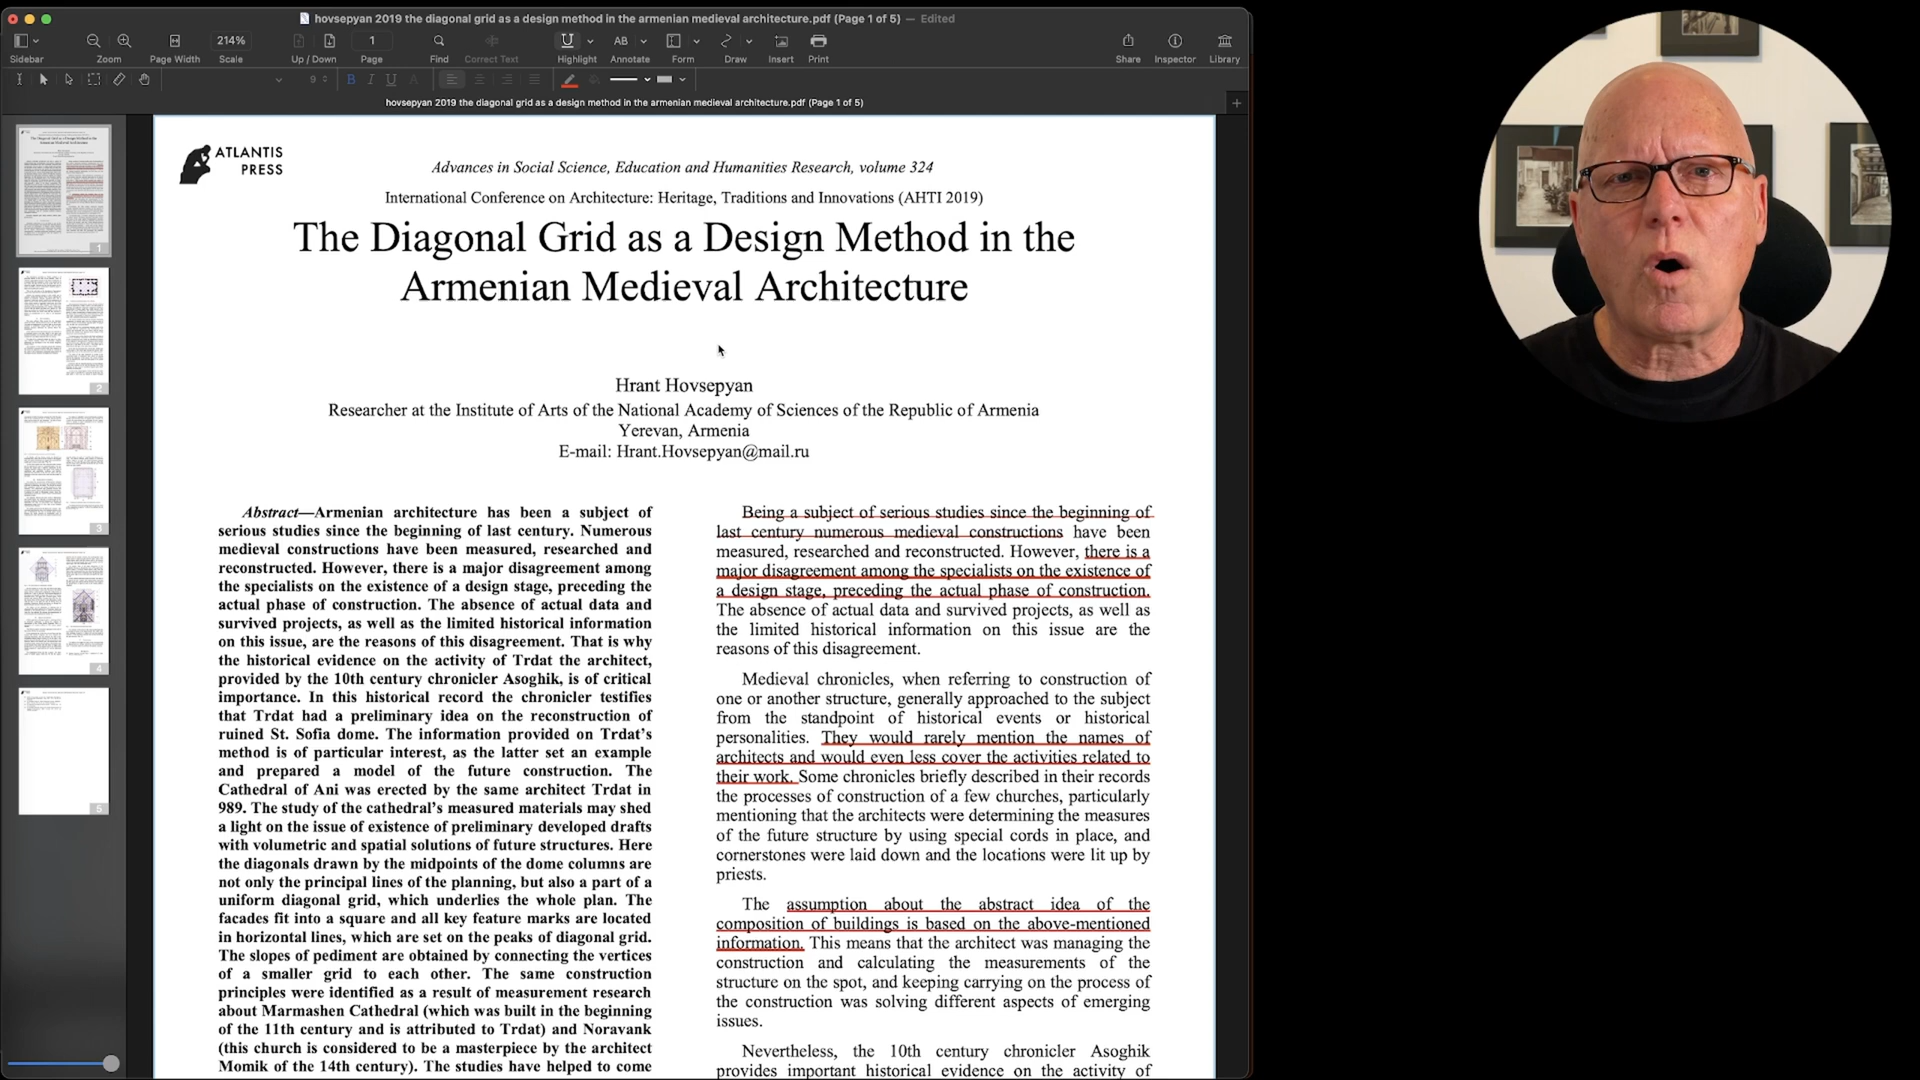 hovsepyan 2019 the diagonal grid as a design method in the armenian medieval architecture.pdf (Page 1 of 5) — Edited
214%
1
AB
Sidebar
Zoom
Page Width
Scale
Up / Down
Page
Find
Correct Text
Highlight
Annotate
Form
Draw
Insert
Print
Share
Inspector
Library
9
B I U A
hovsepyan 2019 the diagonal grid as a design method in the armenian medieval architecture.pdf (Page 1 of 5)
1
2
3
4
5
ATLANTIS
PRESS
Advances in Social Science, Education and Humanities Research, volume 324
International Conference on Architecture: Heritage, Traditions and Innovations (AHTI 2019)
The Diagonal Grid as a Design Method in the
Armenian Medieval Architecture
Hrant Hovsepyan
Researcher at the Institute of Arts of the National Academy of Sciences of the Republic of Armenia
Yerevan, Armenia
E-mail: Hrant.Hovsepyan@mail.ru
Abstract—Armenian architecture has been a subject of
serious studies since the beginning of last century. Numerous
medieval constructions have been measured, researched and
reconstructed. However, there is a major disagreement among
the specialists on the existence of a design stage, preceding the
actual phase of construction. The absence of actual data and
survived projects, as well as the limited historical information
on this issue, are the reasons of this disagreement. That is why
the historical evidence on the activity of Trdat the architect,
provided by the 10th century chronicler Asoghik, is of critical
importance. In this historical record the chronicler testifies
that Trdat had a preliminary idea on the reconstruction of
ruined St. Sofia dome. The information provided on Trdat's
method is of particular interest, as the latter set an example
and prepared a model of the future construction. The
Cathedral of Ani was erected by the same architect Trdat in
989. The study of the cathedral's measured materials may shed
a light on the issue of existence of preliminary developed drafts
with volumetric and spatial solutions of future structures. Here
the diagonals drawn by the midpoints of the dome columns are
not only the principal lines of the planning, but also a part of a
uniform diagonal grid, which underlies the whole plan. The
facades fit into a square and all key feature marks are located
in horizontal lines, which are set on the peaks of diagonal grid.
The slopes of pediment are obtained by connecting the vertices
of a smaller grid to each other. The same construction
principles were identified as a result of measurement research
about Marmashen Cathedral (which was built in the beginning
of the 11th century and is attributed to Trdat) and Noravank
(this church is considered to be a masterpiece by the architect
Momik of the 14th century). The studies have helped to come
Being a subject of serious studies since the beginning of
last century numerous medieval constructions have been
measured, researched and reconstructed. However, there is a
major disagreement among the specialists on the existence of
a design stage, preceding the actual phase of construction.
The absence of actual data and survived projects, as well as
the limited historical information on this issue are the
reasons of this disagreement.
Medieval chronicles, when referring to construction of
one or another structure, generally approached to the subject
from the standpoint of historical events or historical
personalities. They would rarely mention the names of
architects and would even less cover the activities related to
their work. Some chronicles briefly described in their records
the processes of construction of a few churches, particularly
mentioning that the architects were determining the measures
of the future structure by using special cords in place, and
cornerstones were laid down and the locations were lit up by
priests.
The assumption about the abstract idea of the
composition of buildings is based on the above-mentioned
information. This means that the architect was managing the
construction and calculating the measurements of the
structure on the spot, and keeping carrying on the process of
the construction was solving different aspects of emerging
issues.
Nevertheless, the 10th century chronicler Asoghik
provides important historical evidence on the activity of